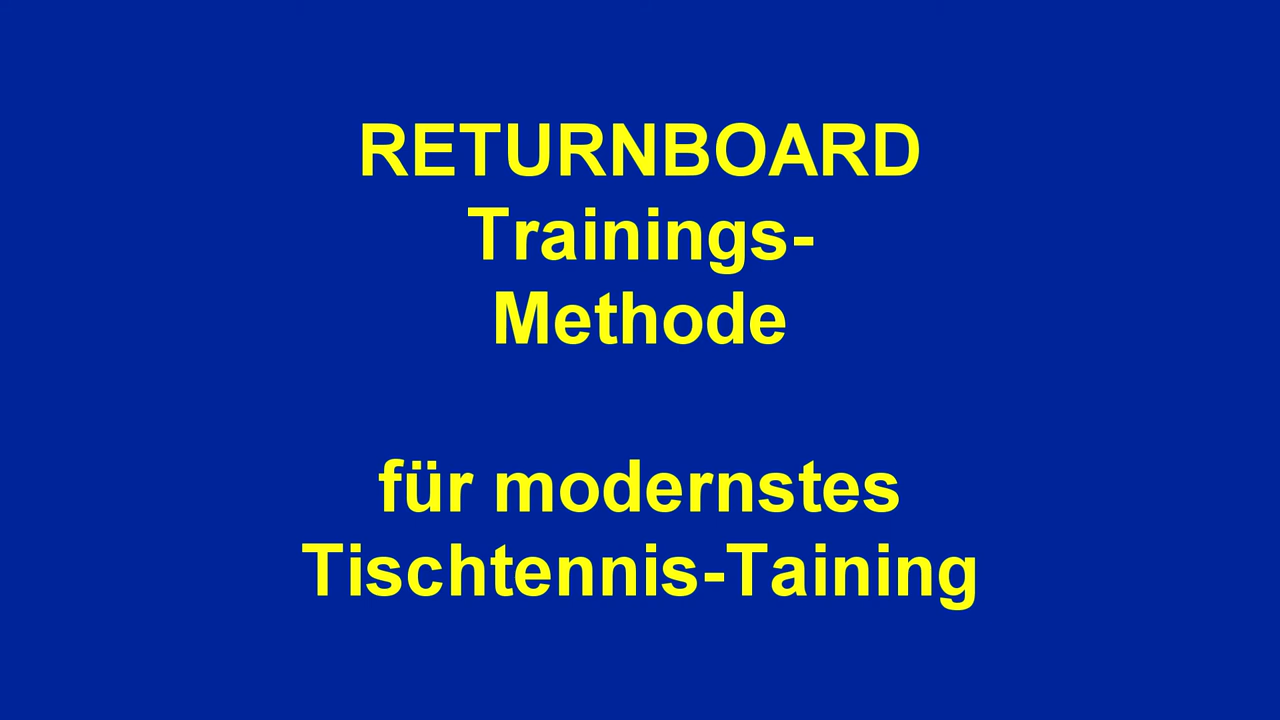 RETURNBOARD
Trainings-
Methode
für modernstes
Tischtennis-Taining